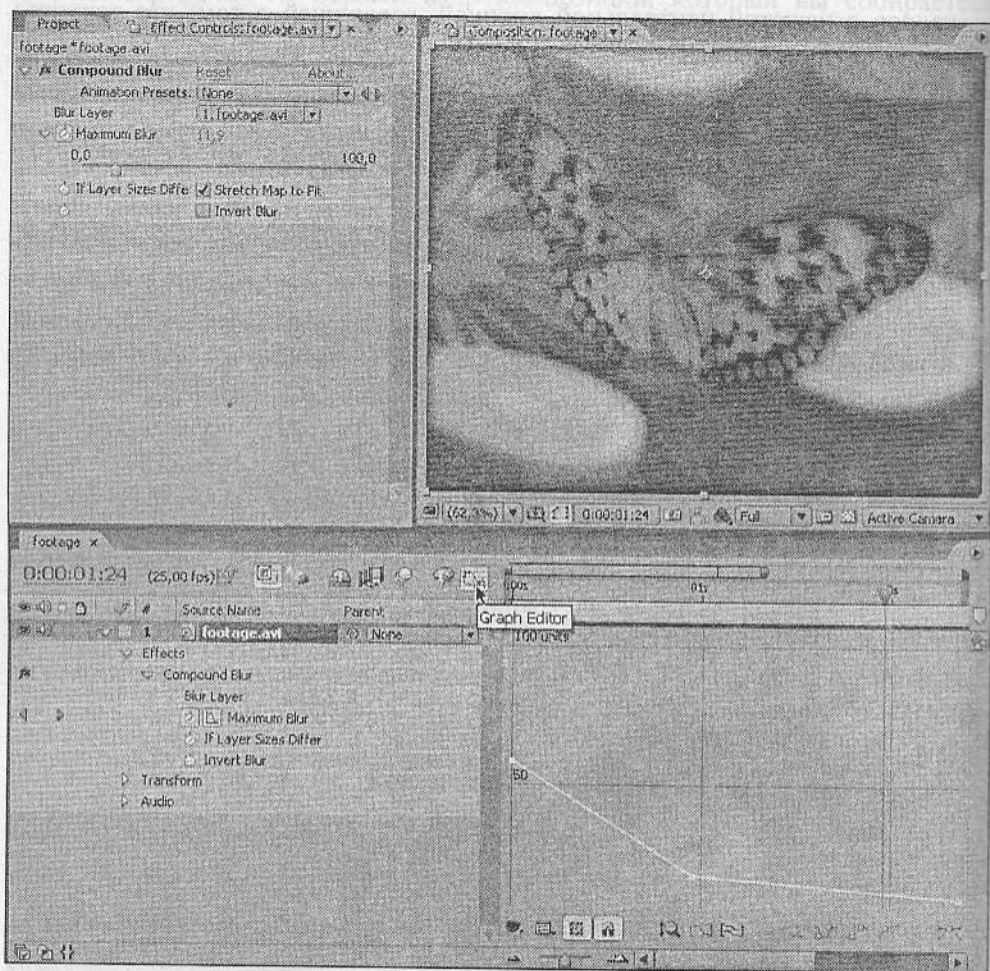 Project
Effect Controls: footage.avi
footage * footage.avi
Compound Blur Reset About...
Animation Presets. None
Blur Layer 1. footage.avi
Maximum Blur 11,9
0,0 100,0
If Layer Sizes Diffe Stretch Map to Fit
Invert Blur
Composition: footage
(62,3%) 0:00:01:24 Full Active Camera
footage
0:00:01:24 (25,00 fps)
# Source Name Parent
1 footage.avi None
Effects
Compound Blur
Blur Layer
Maximum Blur
If Layer Sizes Differ
Invert Blur
Transform
Audio
01s
Graph Editor
100 units
50